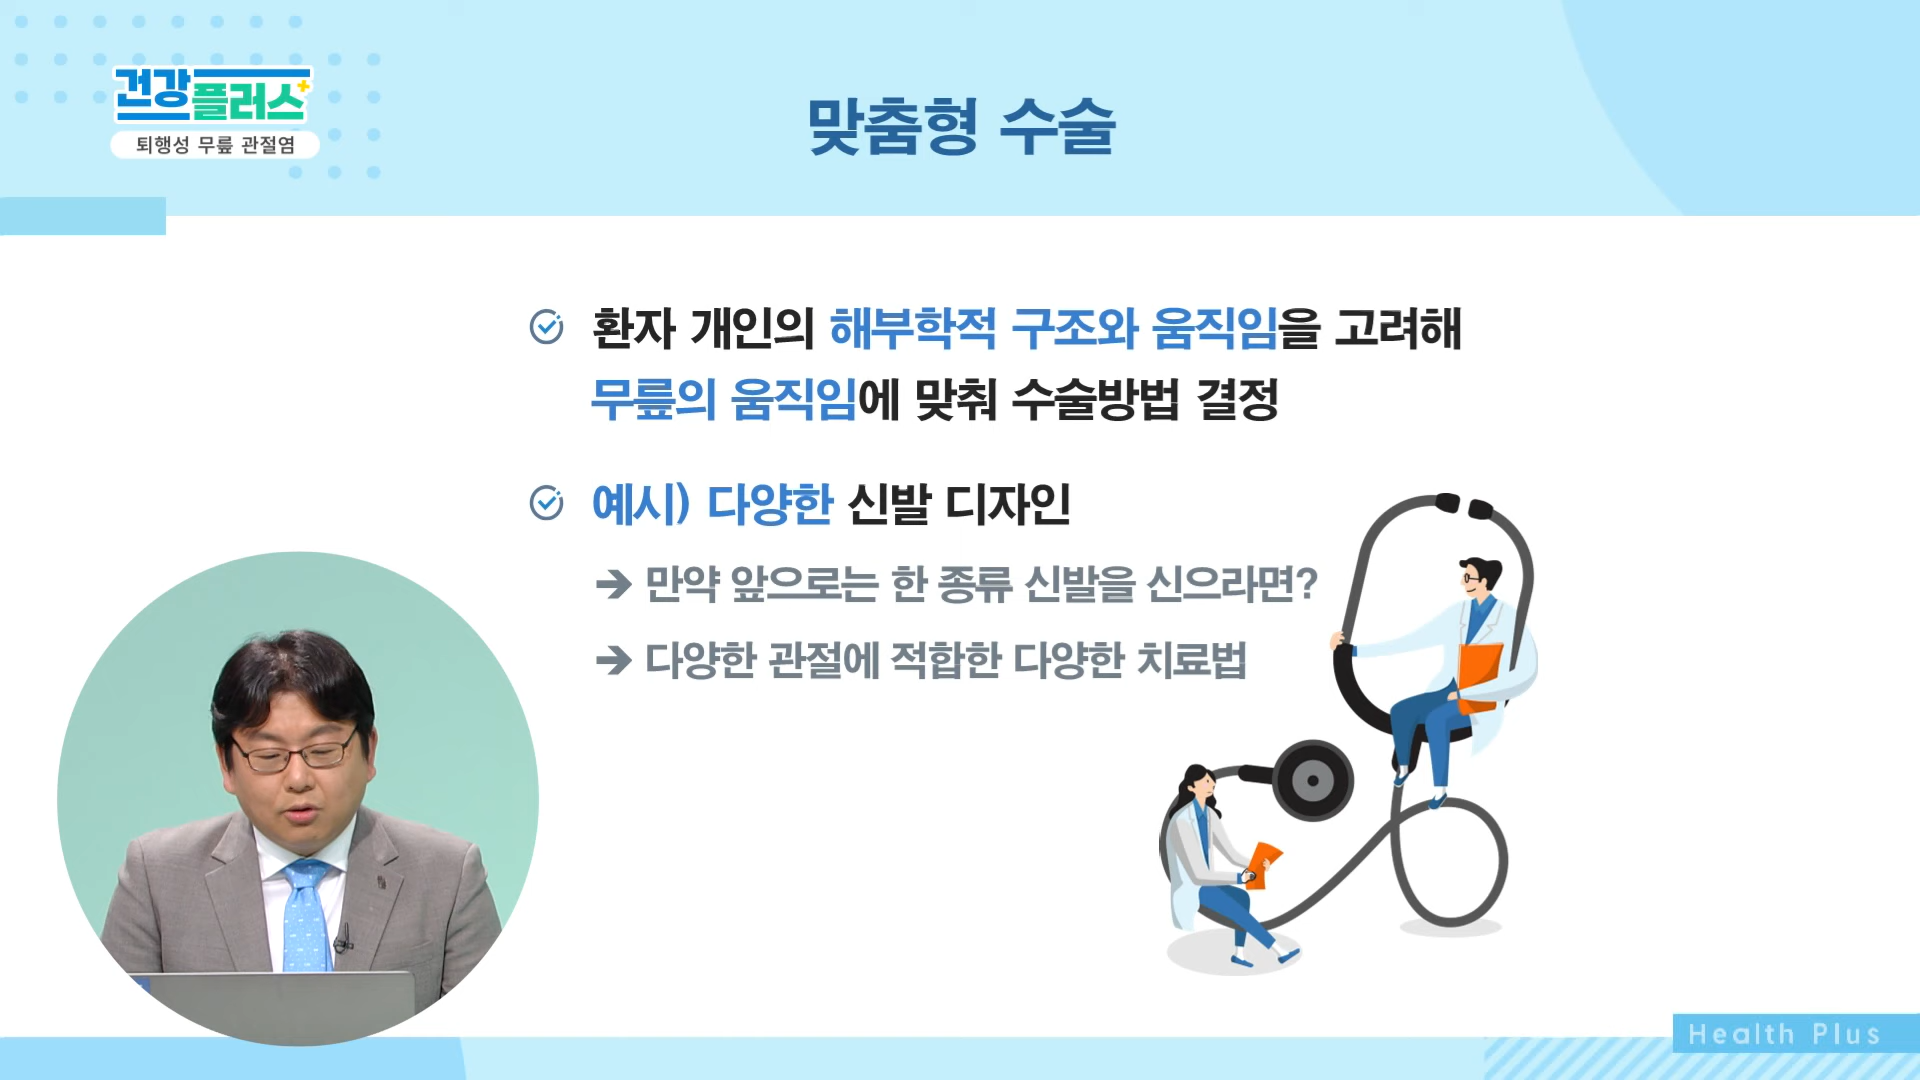 건강플러스+
퇴행성 무릎 관절염
맞춤형 수술
환자 개인의 해부학적 구조와 움직임을 고려해
무릎의 움직임에 맞춰 수술방법 결정
예시) 다양한 신발 디자인
➔ 만약 앞으로는 한 종류 신발을 신으라면?
➔ 다양한 관절에 적합한 다양한 치료법
Health Plus